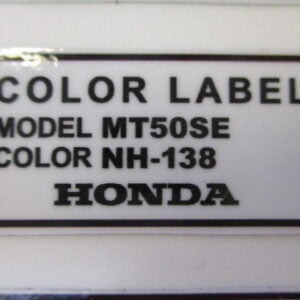 COLOR LABEL
MODEL MT50SE
COLOR NH-138
HONDA